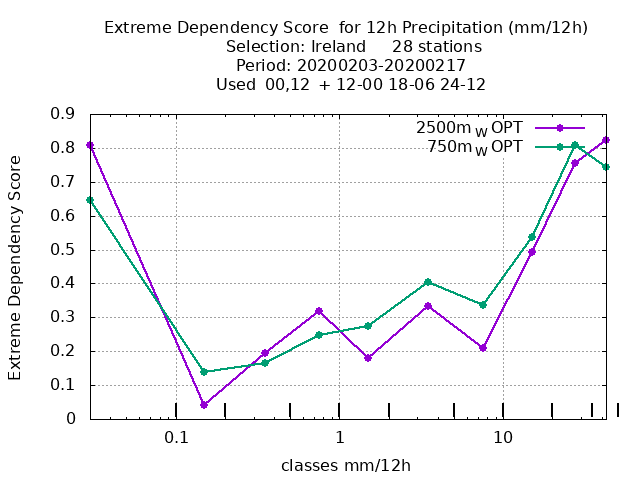 Extreme Dependency Score  for 12h Precipitation (mm/12h)
Selection: Ireland     28 stations
Period: 20200203-20200217
Used  00,12  + 12-00 18-06 24-12
2500m W OPT
750m W OPT
Extreme Dependency Score
0.9
0.8
0.7
0.6
0.5
0.4
0.3
0.2
0.1
0
0.1 1 10
classes mm/12h